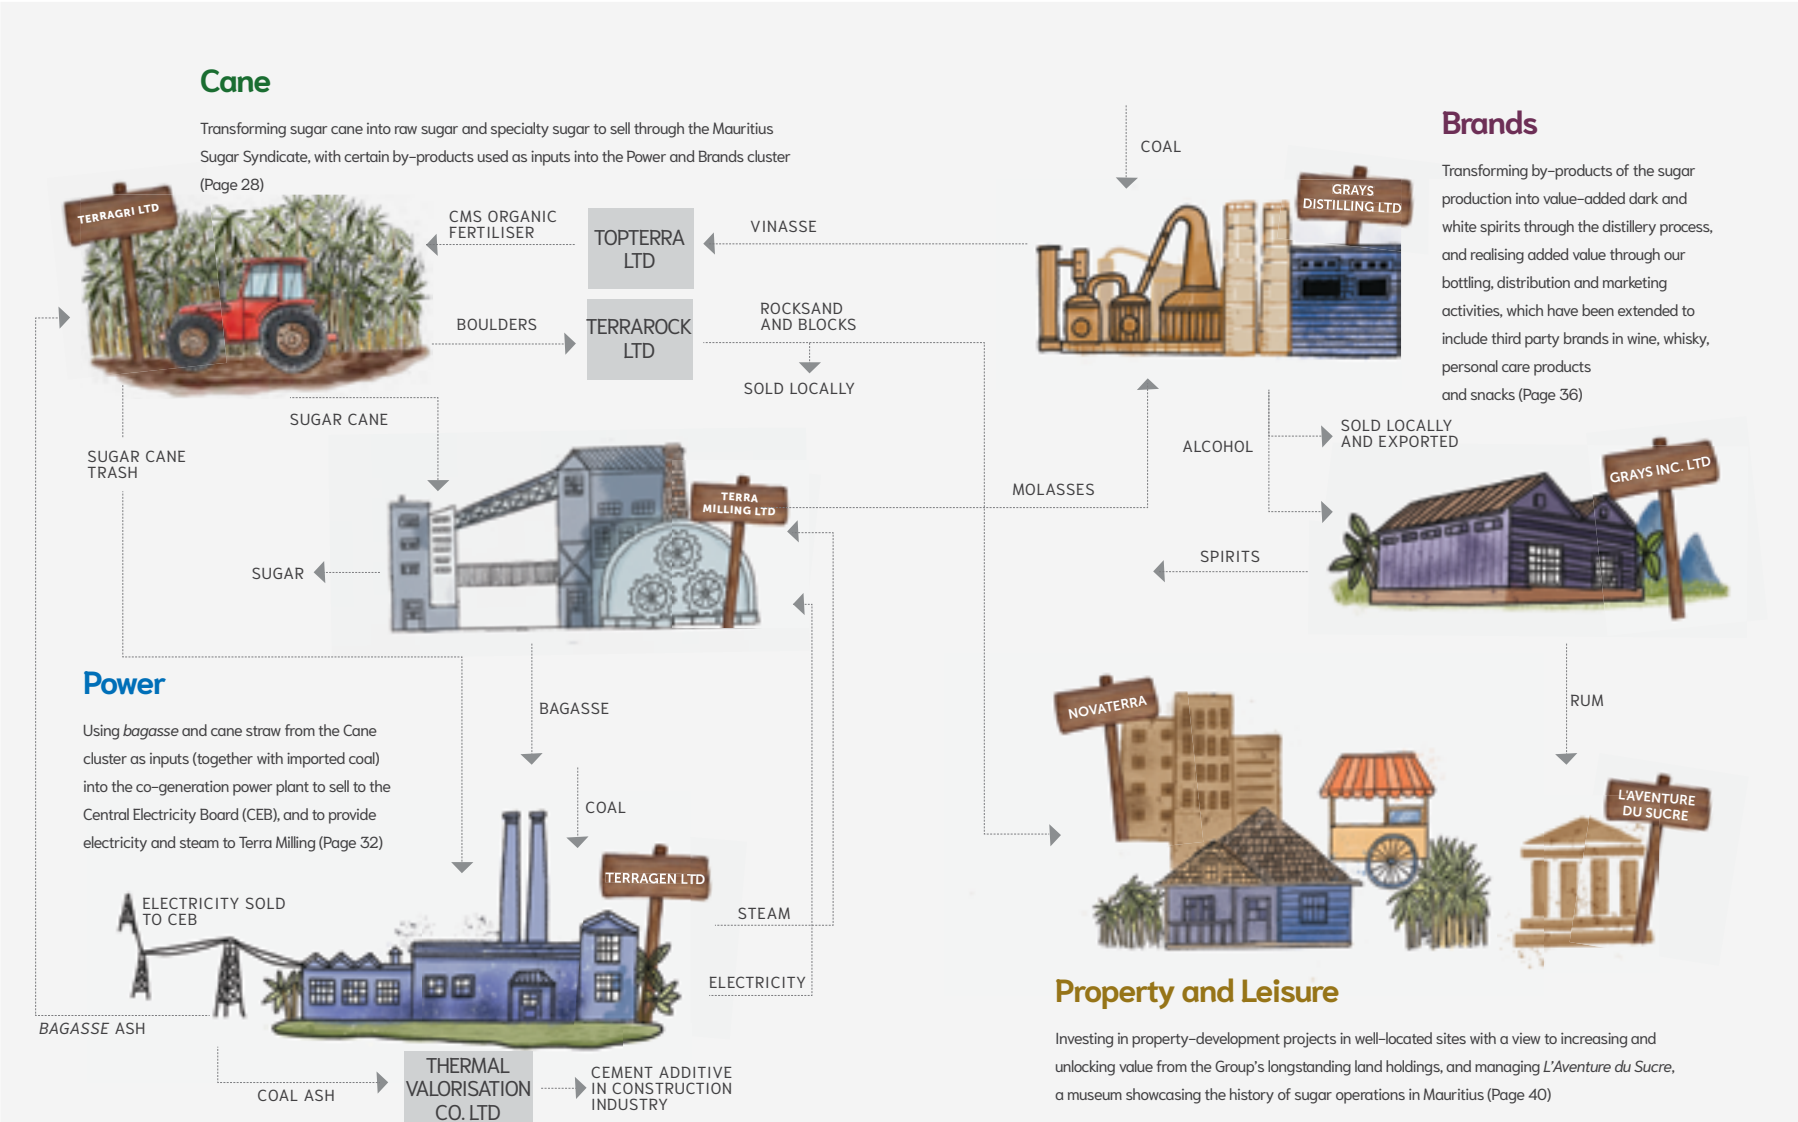 Cane
Transforming sugar cane into raw sugar and specialty sugar to sell through the Mauritius
Sugar Syndicate, with certain by-products used as inputs into the Power and Brands cluster
(Page 28)
TERRAGRI LTD
CMS ORGANIC
FERTILISER
TOPTERRA
LTD
VINASSE
COAL
GRAYS
DISTILLING LTD
Brands
Transforming by-products of the sugar
production into value-added dark and
white spirits through the distillery process,
and realising added value through our
bottling, distribution and marketing
activities, which have been extended to
include third party brands in wine, whisky,
personal care products
and snacks (Page 36)
BOULDERS
TERRAROCK
LTD
ROCKSAND
AND BLOCKS
SOLD LOCALLY
SUGAR CANE
SUGAR CANE
TRASH
TERRA
MILLING LTD
MOLASSES
ALCOHOL
SOLD LOCALLY
AND EXPORTED
GRAYS INC. LTD
SUGAR
SPIRITS
RUM
Power
Using bagasse and cane straw from the Cane
cluster as inputs (together with imported coal)
into the co-generation power plant to sell to the
Central Electricity Board (CEB), and to provide
electricity and steam to Terra Milling (Page 32)
BAGASSE
COAL
TERRAGEN LTD
ELECTRICITY SOLD
TO CEB
STEAM
ELECTRICITY
BAGASSE ASH
COAL ASH
THERMAL
VALORISATION
CO. LTD
CEMENT ADDITIVE
IN CONSTRUCTION
INDUSTRY
NOVATERRA
L'AVENTURE
DU SUCRE
Property and Leisure
Investing in property-development projects in well-located sites with a view to increasing and
unlocking value from the Group's longstanding land holdings, and managing L'Aventure du Sucre,
a museum showcasing the history of sugar operations in Mauritius (Page 40)